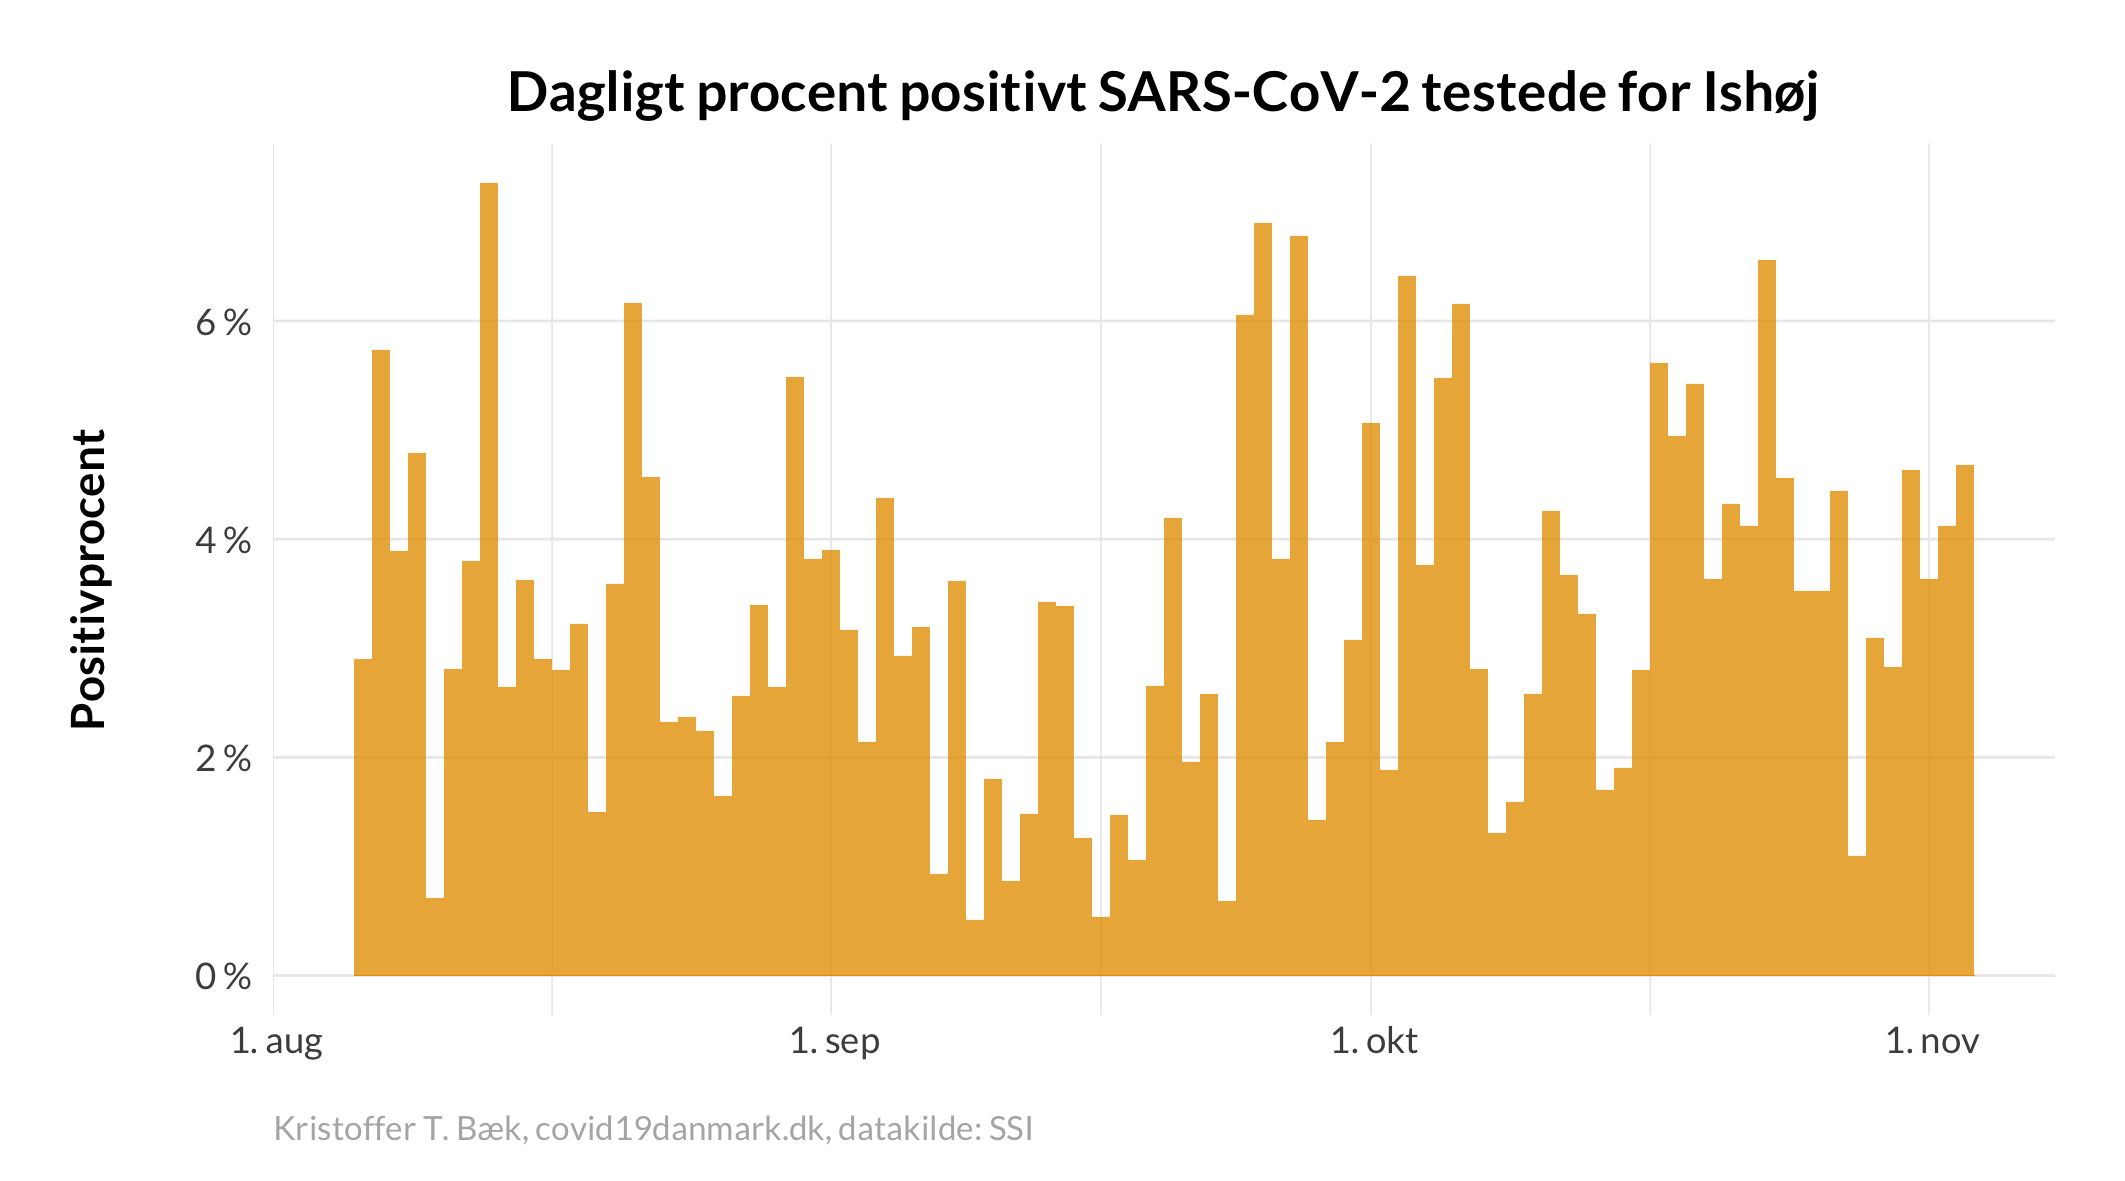 Dagligt procent positivt SARS-CoV-2 testede for Ishøj
Positivprocent
6 %
4 %
2 %
0 %
1. aug
1. sep
1. okt
1. nov
Kristoffer T. Bæk, covid19danmark.dk, datakilde: SSI